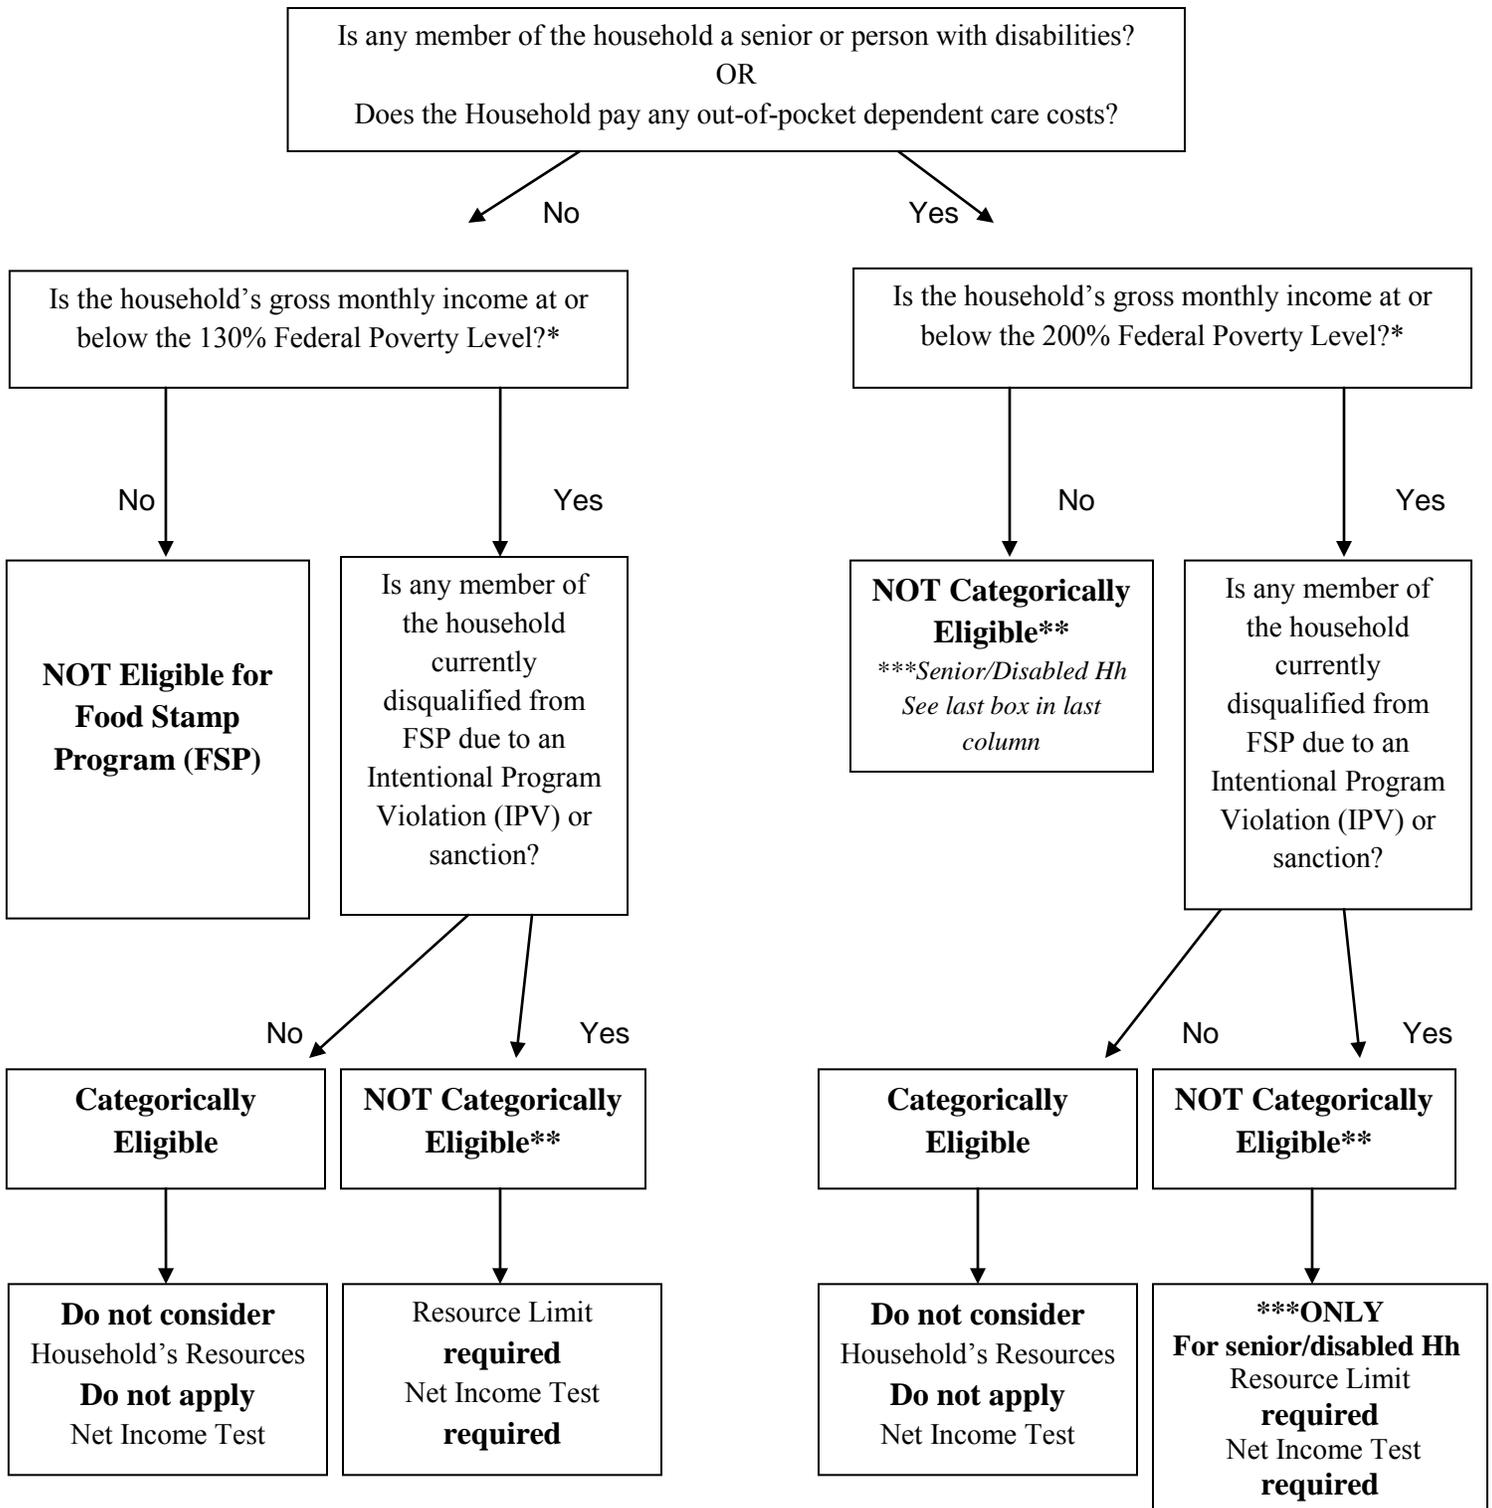 Is any member of the household a senior or person with disabilities?
OR
Does the Household pay any out-of-pocket dependent care costs?
No
Yes
Is the household’s gross monthly income at or
below the 130% Federal Poverty Level?*
Is the household’s gross monthly income at or
below the 200% Federal Poverty Level?*
No
Yes
No
Yes
NOT Eligible for
Food Stamp
Program (FSP)
Is any member of
the household
currently
disqualified from
FSP due to an
Intentional Program
Violation (IPV) or
sanction?
NOT Categorically
Eligible**
***Senior/Disabled Hh
See last box in last
column
Is any member of
the household
currently
disqualified from
FSP due to an
Intentional Program
Violation (IPV) or
sanction?
No
Yes
No
Yes
Categorically
Eligible
NOT Categorically
Eligible**
Categorically
Eligible
NOT Categorically
Eligible**
Do not consider
Household’s Resources
Do not apply
Net Income Test
Resource Limit
required
Net Income Test
required
Do not consider
Household’s Resources
Do not apply
Net Income Test
***ONLY
For senior/disabled Hh
Resource Limit
required
Net Income Test
required